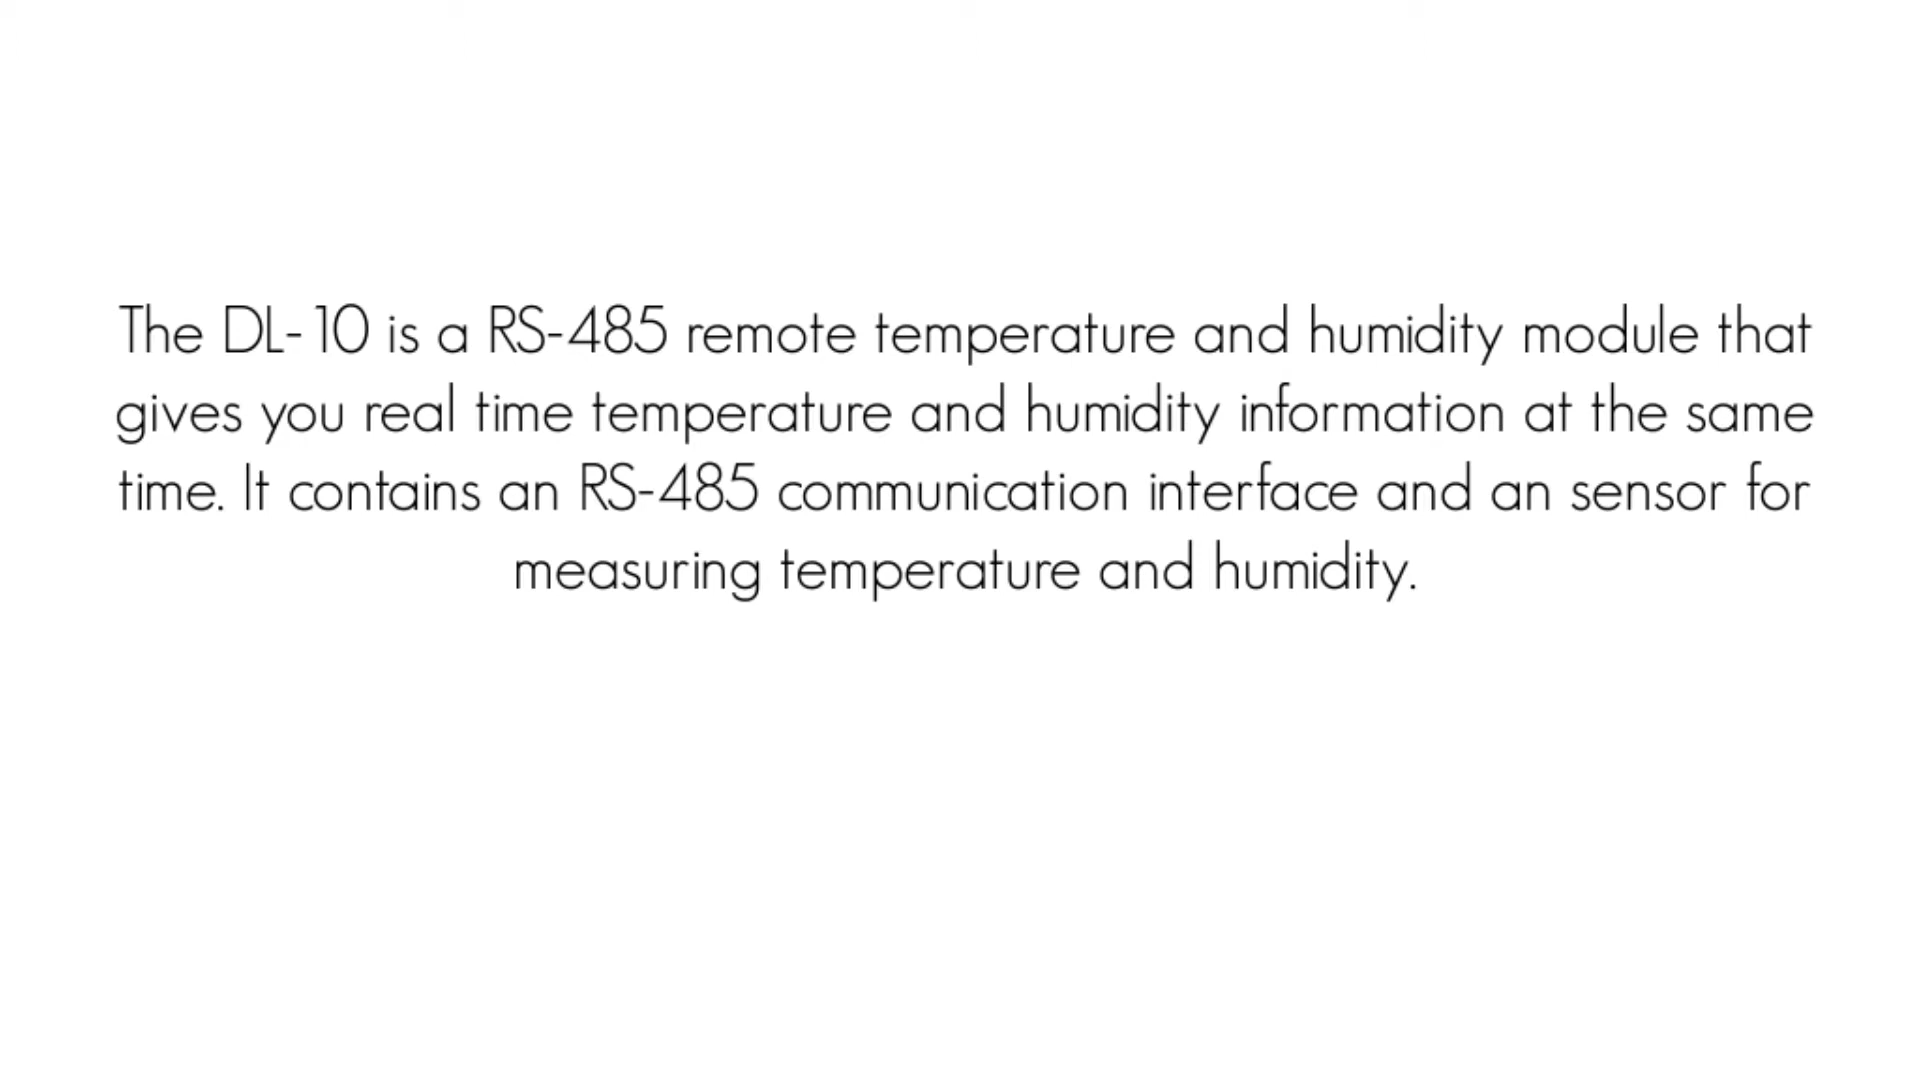 The DL-10 is a RS-485 remote temperature and humidity module that
gives you real time temperature and humidity information at the same
time. It contains an RS-485 communication interface and an sensor for
measuring temperature and humidity.